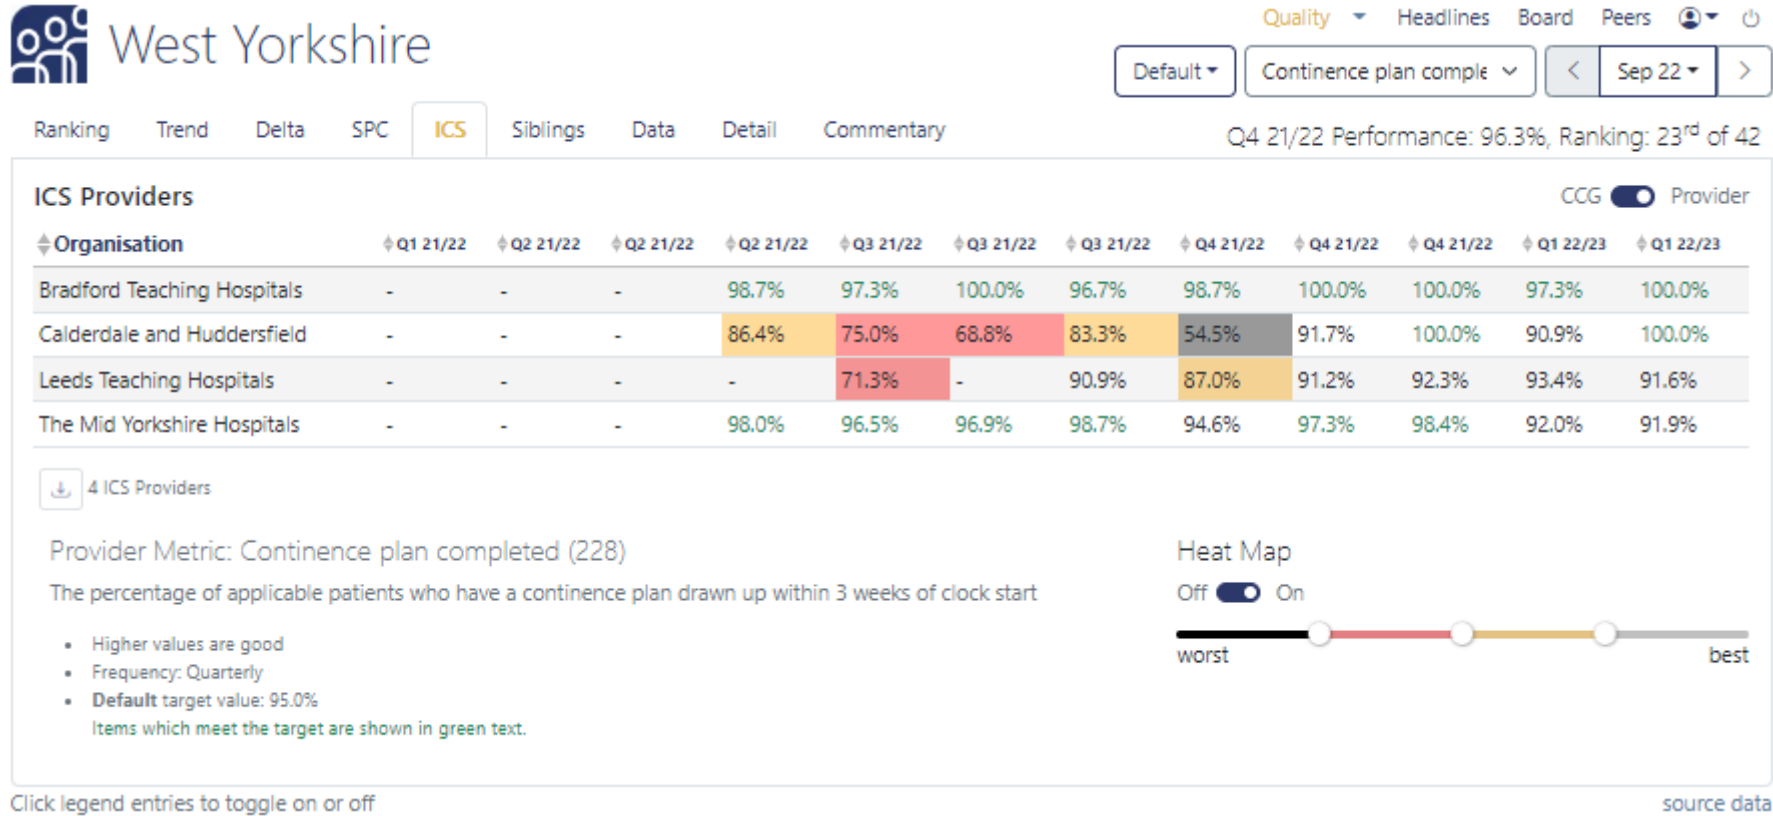 West Yorkshire
Quality Headlines Board Peers
Default Continence plan comple Sep 22
Ranking Trend Delta SPC ICS Siblings Data Detail Commentary
Q4 21/22 Performance: 96.3%, Ranking: 23rd of 42
ICS Providers
CCG Provider
Organisation Q1 21/22 Q2 21/22 Q2 21/22 Q2 21/22 Q3 21/22 Q3 21/22 Q3 21/22 Q4 21/22 Q4 21/22 Q4 21/22 Q1 22/23 Q1 22/23
Bradford Teaching Hospitals - - - 98.7% 97.3% 100.0% 96.7% 98.7% 100.0% 100.0% 97.3% 100.0%
Calderdale and Huddersfield - - - 86.4% 75.0% 68.8% 83.3% 54.5% 91.7% 100.0% 90.9% 100.0%
Leeds Teaching Hospitals - - - - 71.3% - 90.9% 87.0% 91.2% 92.3% 93.4% 91.6%
The Mid Yorkshire Hospitals - - - 98.0% 96.5% 96.9% 98.7% 94.6% 97.3% 98.4% 92.0% 91.9%
4 ICS Providers
Provider Metric: Continence plan completed (228)
The percentage of applicable patients who have a continence plan drawn up within 3 weeks of clock start
• Higher values are good
• Frequency: Quarterly
• Default target value: 95.0%
Items which meet the target are shown in green text.
Heat Map
Off On
worst best
Click legend entries to toggle on or off
source data